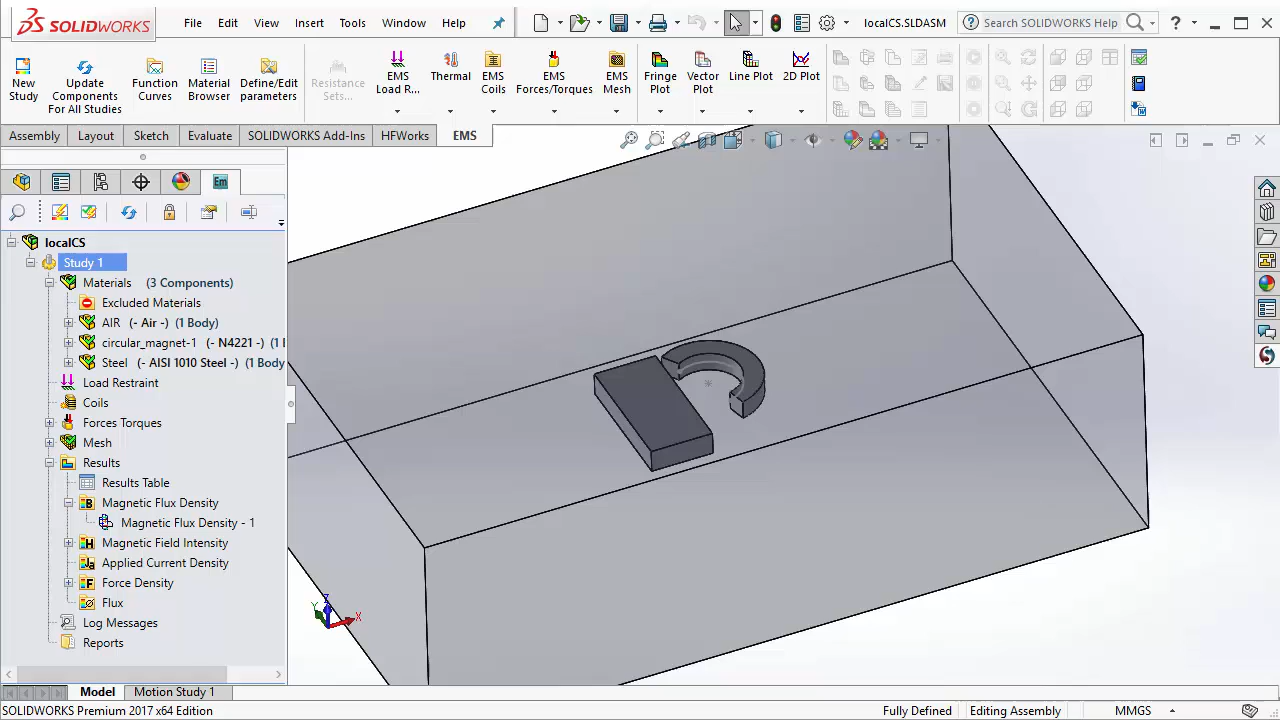 SOLIDWORKS File Edit View Insert Tools Window Help localCS.SLDASM Search SOLIDWORKS Help
New Study
Update Components For All Studies
Function Curves
Material Browser
Define/Edit parameters
Resistance Sets...
EMS Load R...
Thermal
EMS Coils
EMS Forces/Torques
EMS Mesh
Fringe Plot
Vector Plot
Line Plot
2D Plot
Assembly Layout Sketch Evaluate SOLIDWORKS Add-Ins HFWorks EMS
localCS
Study 1
Materials (3 Components)
Excluded Materials
AIR (- Air -) (1 Body)
circular_magnet-1 (- N4221 -) (1 
Steel (- AISI 1010 Steel -) (1 Body
Load Restraint
Coils
Forces Torques
Mesh
Results
Results Table
Magnetic Flux Density
Magnetic Flux Density - 1
Magnetic Field Intensity
Applied Current Density
Force Density
Flux
Log Messages
Reports
Z
Y
X
Model Motion Study 1
SOLIDWORKS Premium 2017 x64 Edition Fully Defined Editing Assembly MMGS